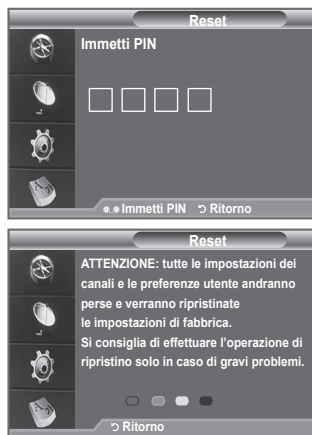 Reset
Immetti PIN
Immetti PIN Ritorno
Reset
ATTENZIONE: tutte le impostazioni dei
canali e le preferenze utente andranno
perse e verranno ripristinate
le impostazioni di fabbrica.
Si consiglia di effettuare l'operazione di
ripristino solo in caso di gravi problemi.
Ritorno